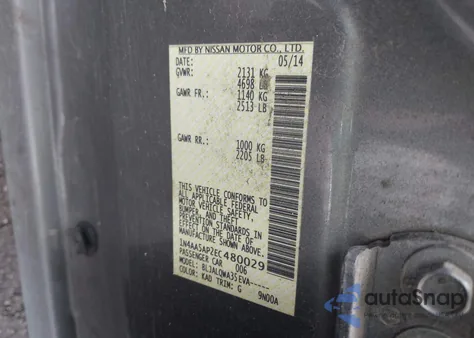 MFD BY NISSAN MOTOR CO., LTD.
DATE: 05/14
GVWR: 2131 KG
4698 LB
GAWR FR.: 1140 KG
2513 LB
GAWR RR.: 1000 KG
2205 LB
THIS VEHICLE CONFORMS TO
ALL APPLICABLE FEDERAL
MOTOR VEHICLE SAFETY,
BUMPER, AND THEFT
PREVENTION STANDARDS
IN EFFECT ON THE DATE OF
MANUFACTURE SHOWN ABOVE.
1N4AA5AP2EC480029
PASSENGER CAR 006
MODEL: BLJALQWA35EVA-----
COLOR: KAD TRIM: G 9N00A
autoSnap